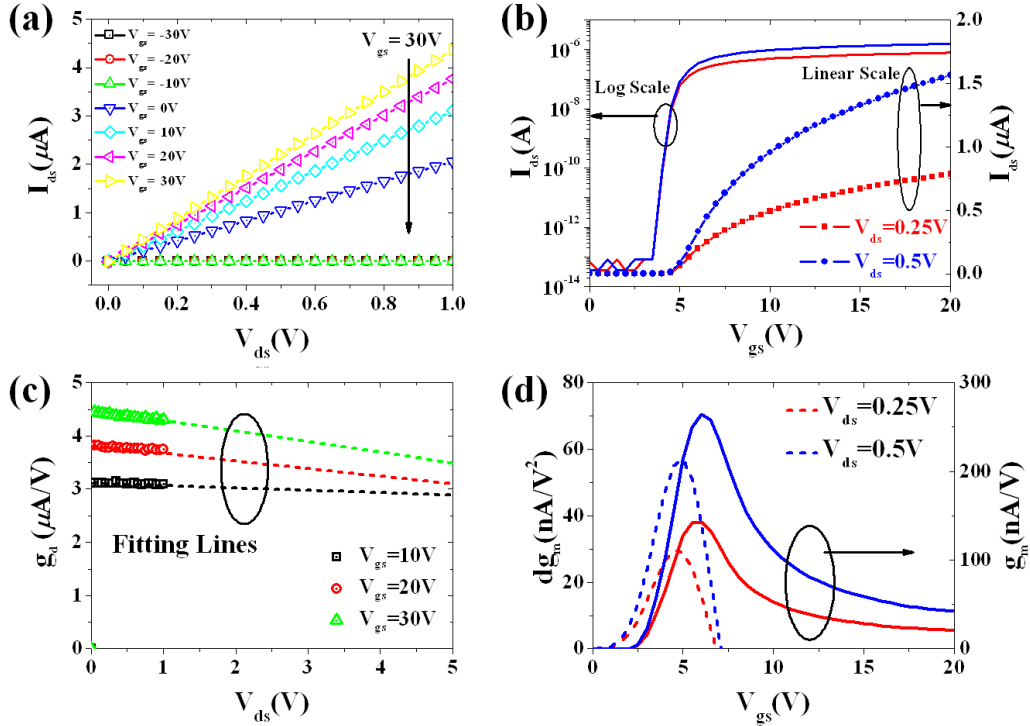 (a)
I_ds(μA)
5
4
3
2
1
0
V_gs= -30V
V_gs= -20V
V_gs= -10V
V_gs= 0V
V_gs= 10V
V_gs= 20V
V_gs= 30V
V_gs= 30V
0.0 0.2 0.4 0.6 0.8 1.0
V_ds(V)
(b)
I_ds(A)
10^-6
10^-8
10^-10
10^-12
10^-14
Log Scale
Linear Scale
V_ds=0.25V
V_ds=0.5V
2.0
1.5
1.0
0.5
0.0
I_ds(μA)
0 5 10 15 20
V_gs(V)
(c)
g_d (μA/V)
5
4
3
2
1
0
Fitting Lines
V_gs=10V
V_gs=20V
V_gs=30V
0 1 2 3 4 5
V_ds(V)
(d)
dg_m(nA/V^2)
80
60
40
20
0
V_ds=0.25V
V_ds=0.5V
300
200
100
0
g_m(nA/V)
0 5 10 15 20
V_gs(V)